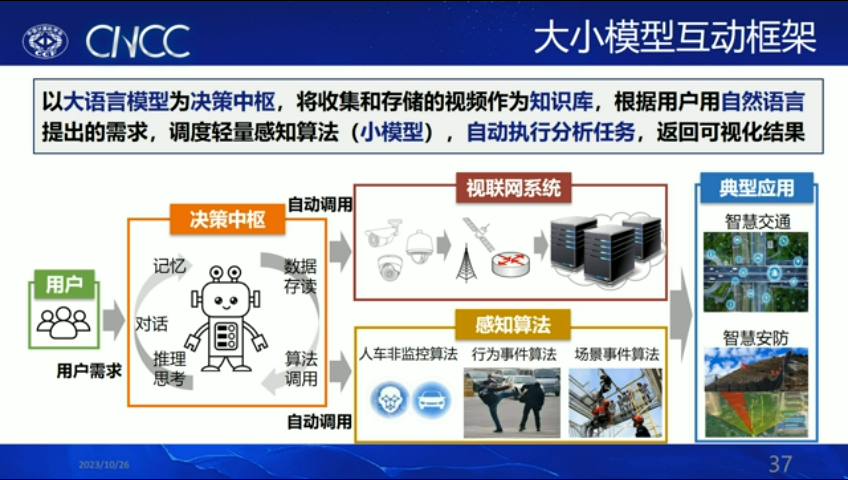 CNCC
大小模型互动框架
以大语言模型为决策中枢，将收集和存储的视频作为知识库，根据用户用自然语言
提出的需求，调度轻量感知算法（小模型），自动执行分析任务，返回可视化结果
用户
用户需求
决策中枢
记忆
数据
存读
对话
推理
思考
算法
调用
自动调用
自动调用
视联网系统
感知算法
人车非监控算法
行为事件算法
场景事件算法
典型应用
智慧交通
智慧安防
2023/10/26
37